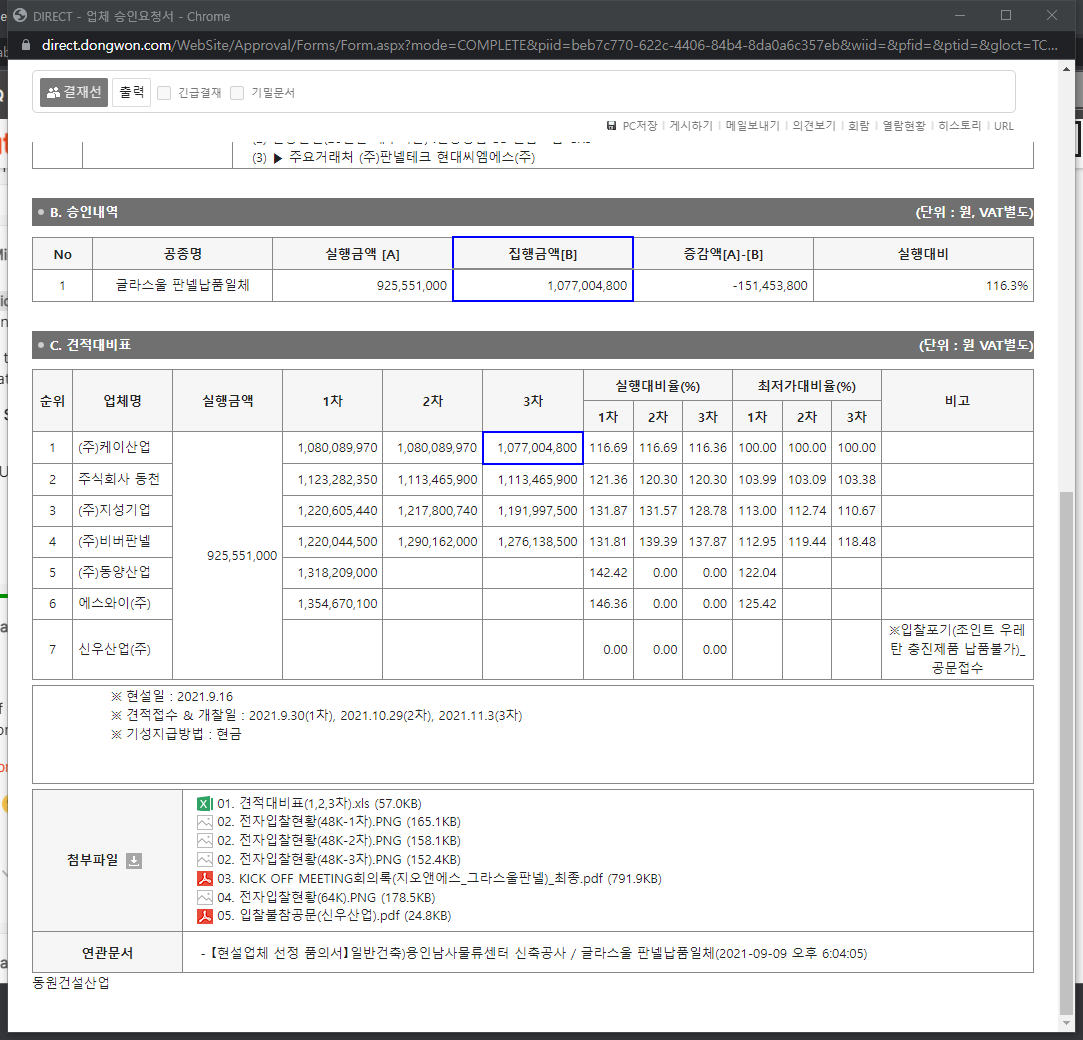 DIRECT - 업체 승인요청서 - Chrome
direct.dongwon.com/WebSite/Approval/Forms/Form.aspx?mode=COMPLETE&piid=beb7c770-622c-4406-84b4-8da0a6c357eb&wiid=&pfid=&ptid=&gloct=TC...
결재선 출력 긴급결재 기밀문서
PC저장 | 게시하기 | 메일보내기 | 의견보기 | 회람 | 열람현황 | 히스토리 | URL
(3) ▶ 주요거래처 (주)판넬테크 현대씨엠에스(주)
● B. 승인내역 (단위 : 원, VAT별도)
No 공종명 실행금액 [A] 집행금액[B] 증감액[A]-[B] 실행대비
1 글라스울 판넬납품일체 925,551,000 1,077,004,800 -151,453,800 116.3%
● C. 견적대비표 (단위 : 원 VAT별도)
순위 업체명 실행금액 1차 2차 3차 실행대비율(%) 최저가대비율(%) 비고
1차 2차 3차 1차 2차 3차
1 (주)케이산업 1,080,089,970 1,080,089,970 1,077,004,800 116.69 116.69 116.36 100.00 100.00 100.00
2 주식회사 동천 1,123,282,350 1,113,465,900 1,113,465,900 121.36 120.30 120.30 103.99 103.09 103.38
3 (주)지성기업 1,220,605,440 1,217,800,740 1,191,997,500 131.87 131.57 128.78 113.00 112.74 110.67
4 (주)비버판넬 1,220,044,500 1,290,162,000 1,276,138,500 131.81 139.39 137.87 112.95 119.44 118.48
925,551,000
5 (주)동양산업 1,318,209,000 142.42 0.00 0.00 122.04
6 에스와이(주) 1,354,670,100 146.36 0.00 0.00 125.42
7 신우산업(주) 0.00 0.00 0.00
※입찰포기(조인트 우레
탄 충진제품 납품불가)_
공문접수
※ 현설일 : 2021.9.16
※ 견적접수 & 개찰일 : 2021.9.30(1차), 2021.10.29(2차), 2021.11.3(3차)
※ 기성지급방법 : 현금
첨부파일
01. 견적대비표(1,2,3차).xls (57.0KB)
02. 전자입찰현황(48K-1차).PNG (165.1KB)
02. 전자입찰현황(48K-2차).PNG (158.1KB)
02. 전자입찰현황(48K-3차).PNG (152.4KB)
03. KICK OFF MEETING회의록(지오앤에스_그라스울판넬)_최종.pdf (791.9KB)
04. 전자입찰현황(64K).PNG (178.5KB)
05. 입찰불참공문(신우산업).pdf (24.8KB)
연관문서 - 【현설업체 선정 품의서】일반건축)용인남사물류센터 신축공사 / 글라스울 판넬납품일체(2021-09-09 오후 6:04:05)
동원건설산업